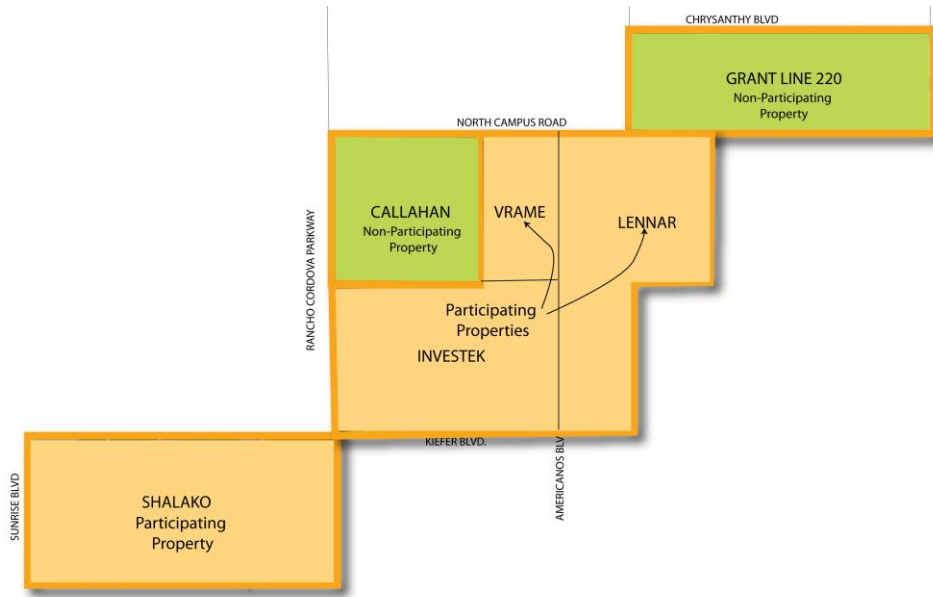 CHRYSANTHY BLVD
GRANT LINE 220
Non-Participating
Property
NORTH CAMPUS ROAD
CALLAHAN
Non-Participating
Property
VRAME
LENNAR
RANCHO CORDOVA PARKWAY
Participating
Properties
INVESTEK
KIEFER BLVD.
AMERICANOS BLV
SUNRISE BLVD
SHALAKO
Participating
Property